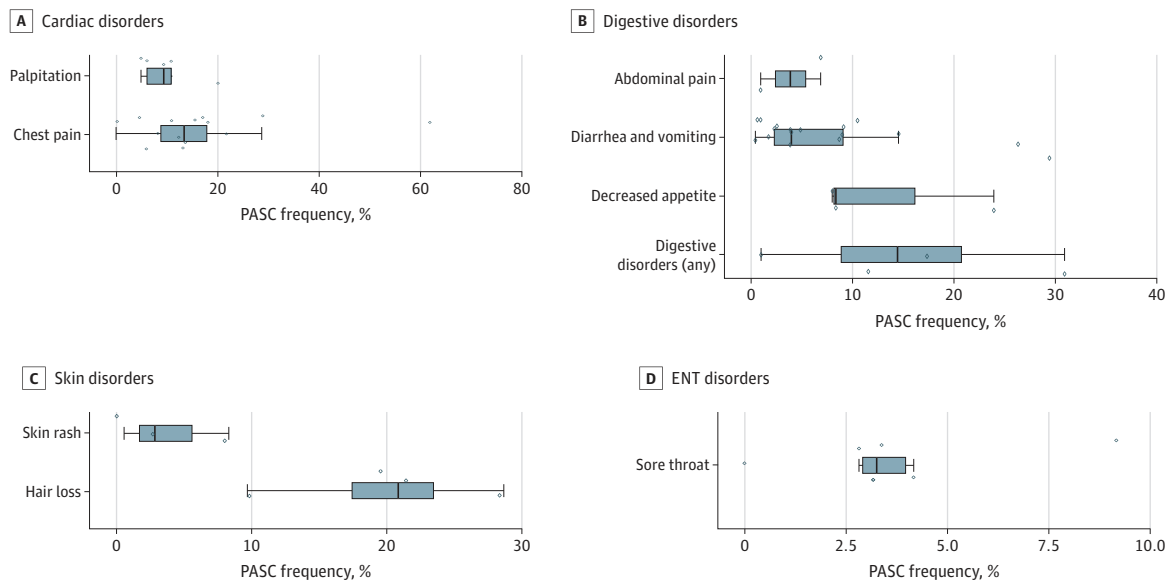 A Cardiac disorders
Palpitation
Chest pain
0 20 40 60 80
PASC frequency, %
B Digestive disorders
Abdominal pain
Diarrhea and vomiting
Decreased appetite
Digestive
disorders (any)
0 10 20 30 40
PASC frequency, %
C Skin disorders
Skin rash
Hair loss
0 10 20 30
PASC frequency, %
D ENT disorders
Sore throat
0 2.5 5.0 7.5 10.0
PASC frequency, %